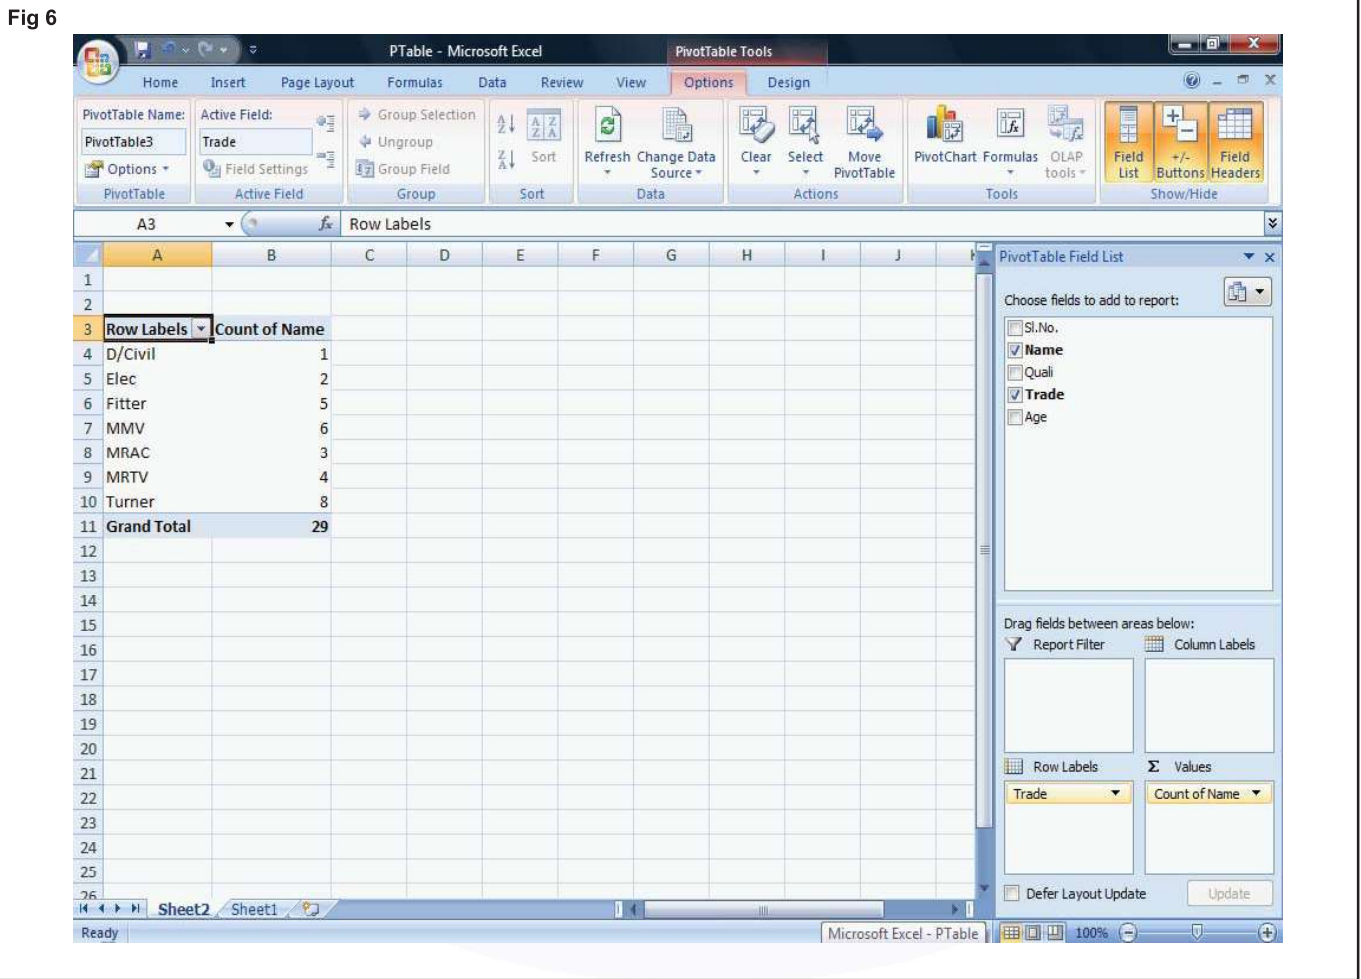 Fig 6
PTable - Microsoft Excel
PivotTable Tools
Home Insert Page Layout Formulas Data Review View Options Design
PivotTable Name:
PivotTable3
Options
PivotTable
Active Field:
Trade
Field Settings
Active Field
Group Selection
Ungroup
Group Field
Group
Sort
Sort
Refresh
Change Data Source
Data
Clear
Select
Move PivotTable
Actions
PivotChart
Formulas
OLAP tools
Tools
Field List
+/- Buttons
Field Headers
Show/Hide
A3 fx Row Labels
A B C D E F G H I J
1
2
3 Row Labels Count of Name
4 D/Civil 1
5 Elec 2
6 Fitter 5
7 MMV 6
8 MRAC 3
9 MRTV 4
10 Turner 8
11 Grand Total 29
12
13
14
15
16
17
18
19
20
21
22
23
24
25
26
PivotTable Field List
Choose fields to add to report:
Sl.No.
Name
Quali
Trade
Age
Drag fields between areas below:
Report Filter Column Labels
Row Labels Σ Values
Trade Count of Name
Defer Layout Update Update
Sheet2 Sheet1
Ready Microsoft Excel - PTable 100%